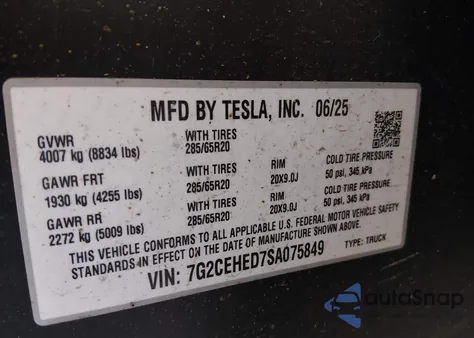 MFD BY TESLA, INC. 06/25
GVWR WITH TIRES
4007 kg (8834 lbs) 285/65R20
GAWR FRT WITH TIRES RIM COLD TIRE PRESSURE
1930 kg (4255 lbs) 285/65R20 20X9.0J 50 psi, 345 kPa
GAWR RR WITH TIRES RIM COLD TIRE PRESSURE
2272 kg (5009 lbs) 285/65R20 20X9.0J 50 psi, 345 kPa
THIS VEHICLE CONFORMS TO ALL APPLICABLE U.S. FEDERAL MOTOR VEHICLE SAFETY
STANDARDS IN EFFECT ON THE DATE OF MANUFACTURE SHOWN ABOVE.
VIN: 7G2CEHED7SA075849 TYPE: TRUCK
autoSnap